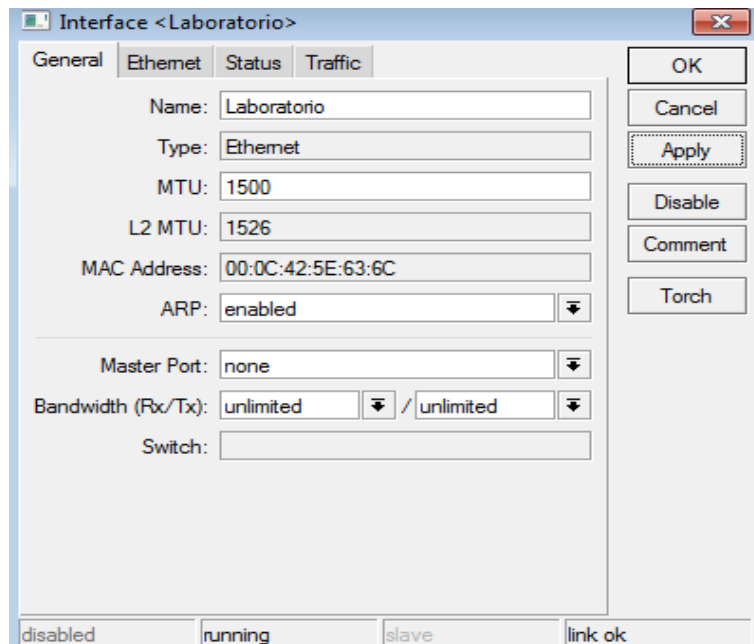 Interface <Laboratorio>
General Ethernet Status Traffic
OK
Name: Laboratorio
Cancel
Type: Ethernet
Apply
MTU: 1500
Disable
L2 MTU: 1526
Comment
MAC Address: 00:0C:42:5E:63:6C
Torch
ARP: enabled
Master Port: none
Bandwidth (Rx/Tx): unlimited / unlimited
Switch:
disabled running slave link ok